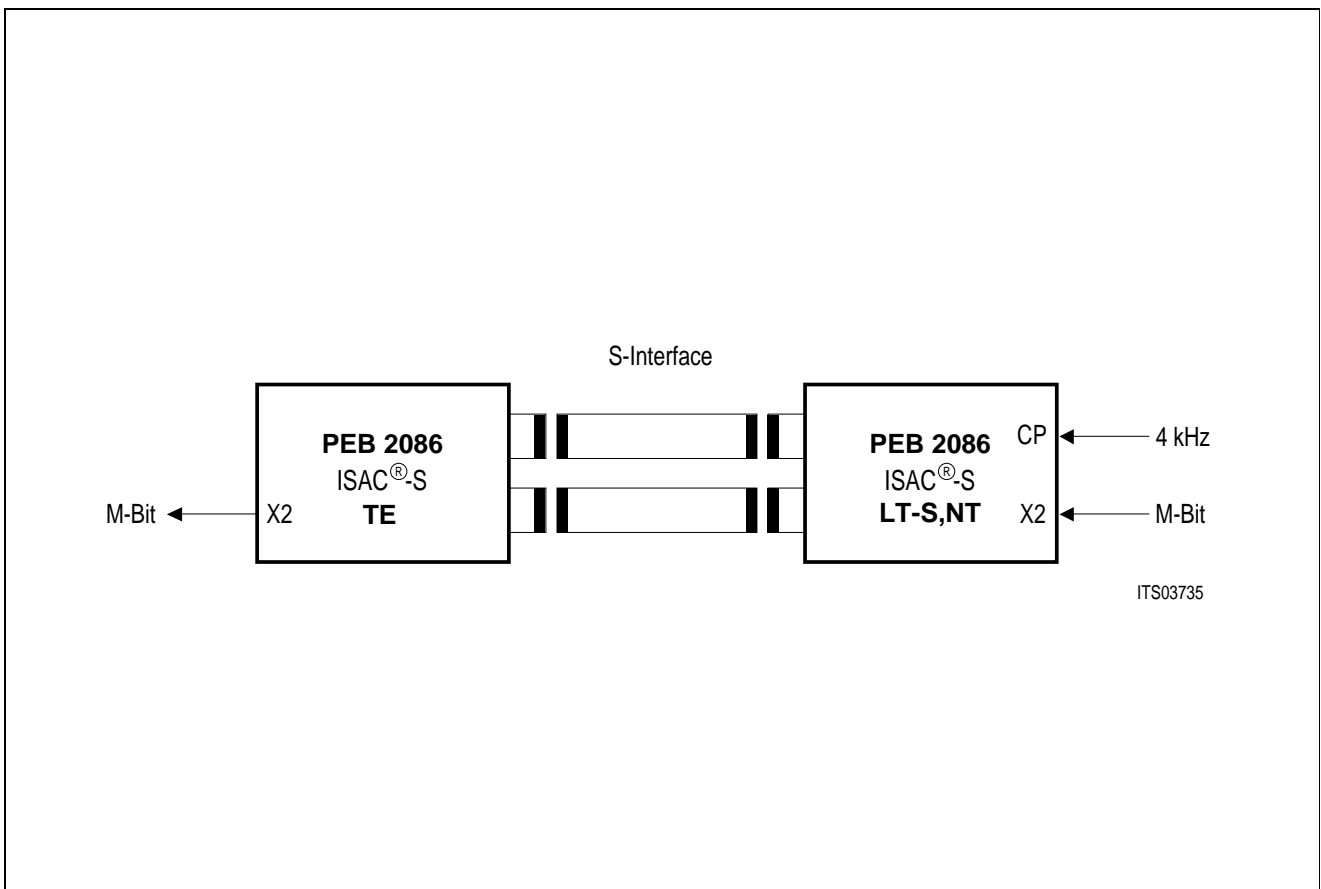 S-Interface
PEB 2086
ISAC®-S
TE
X2
M-Bit
PEB 2086
ISAC®-S
LT-S,NT
CP
4 kHz
X2
M-Bit
ITS03735